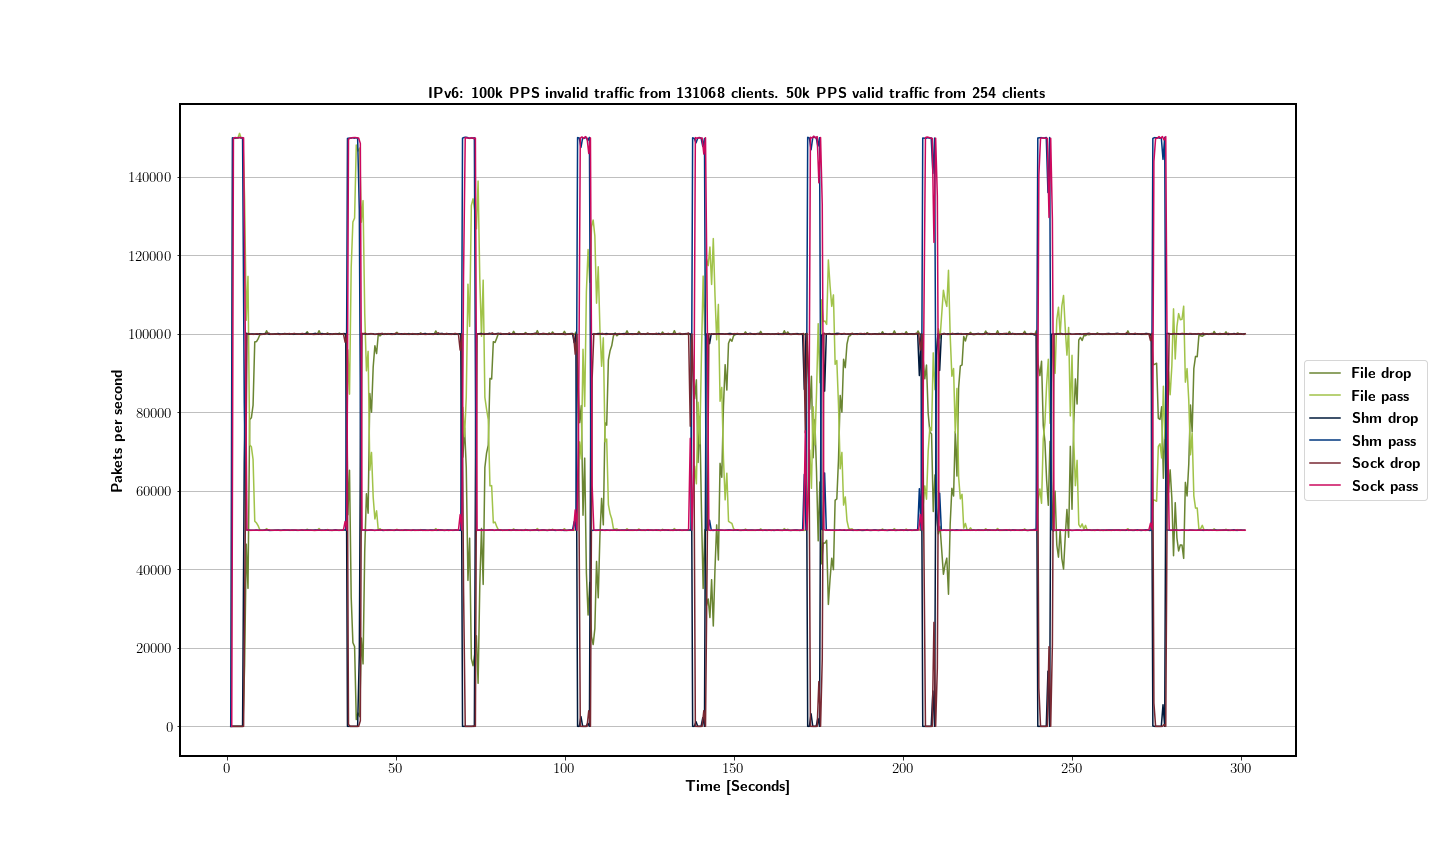 IPv6: 100k PPS invalid traffic from 131068 clients. 50k PPS valid traffic from 254 clients
140000
120000
100000
80000
60000
40000
20000
0
Pakets per second
0 50 100 150 200 250 300
Time [Seconds]
File drop
File pass
Shm drop
Shm pass
Sock drop
Sock pass